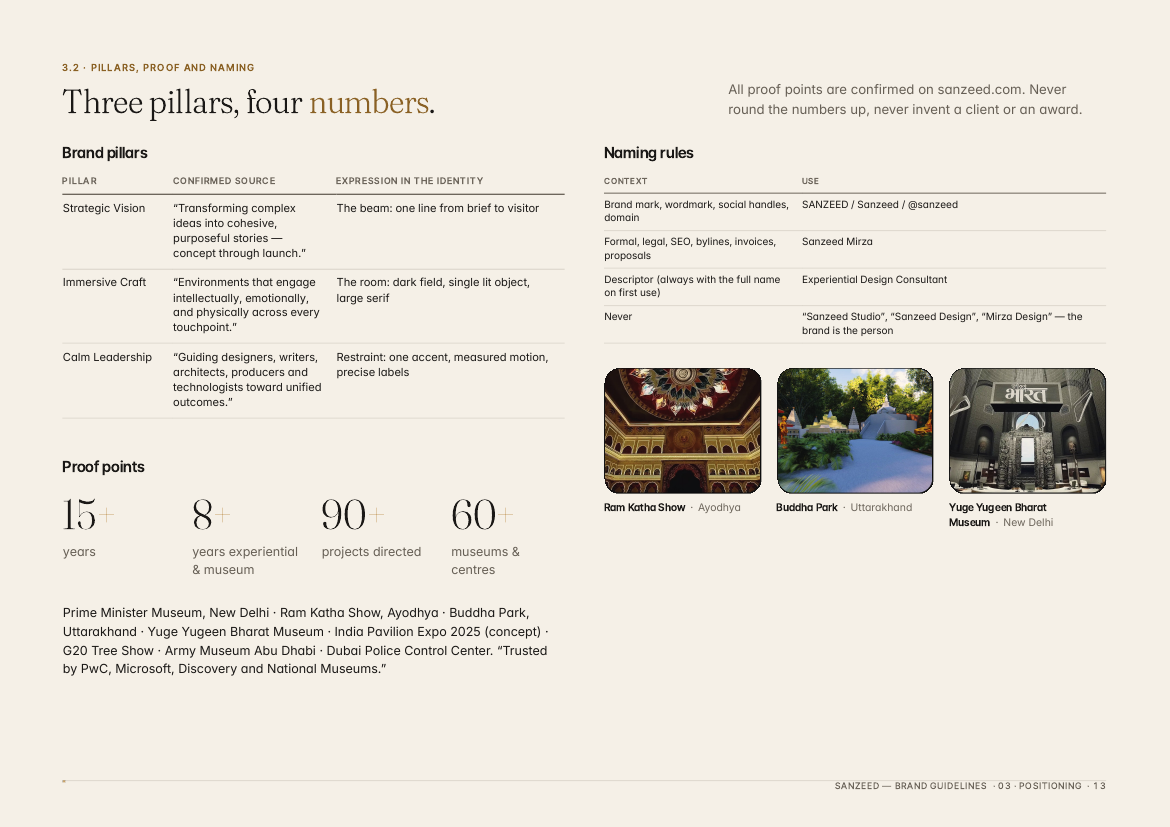 3.2 · PILLARS, PROOF AND NAMING
Three pillars, four numbers.
All proof points are confirmed on sanzeed.com. Never
round the numbers up, never invent a client or an award.
Brand pillars
PILLAR CONFIRMED SOURCE EXPRESSION IN THE IDENTITY
Strategic Vision
“Transforming complex
ideas into cohesive,
purposeful stories —
concept through launch.”
The beam: one line from brief to visitor
Immersive Craft
“Environments that engage
intellectually, emotionally,
and physically across every
touchpoint.”
The room: dark field, single lit object,
large serif
Calm Leadership
“Guiding designers, writers,
architects, producers and
technologists toward unified
outcomes.”
Restraint: one accent, measured motion,
precise labels
Proof points
15+
years
8+
years experiential
& museum
90+
projects directed
60+
museums &
centres
Prime Minister Museum, New Delhi · Ram Katha Show, Ayodhya · Buddha Park,
Uttarakhand · Yuge Yugeen Bharat Museum · India Pavilion Expo 2025 (concept) ·
G20 Tree Show · Army Museum Abu Dhabi · Dubai Police Control Center. “Trusted
by PwC, Microsoft, Discovery and National Museums.”
Naming rules
CONTEXT USE
Brand mark, wordmark, social handles,
domain
SANZEED / Sanzeed / @sanzeed
Formal, legal, SEO, bylines, invoices,
proposals
Sanzeed Mirza
Descriptor (always with the full name
on first use)
Experiential Design Consultant
Never
“Sanzeed Studio”, “Sanzeed Design”, “Mirza Design” — the
brand is the person
भारत
Ram Katha Show · Ayodhya
Buddha Park · Uttarakhand
Yuge Yugeen Bharat
Museum · New Delhi
SANZEED — BRAND GUIDELINES · 03 · POSITIONING · 13